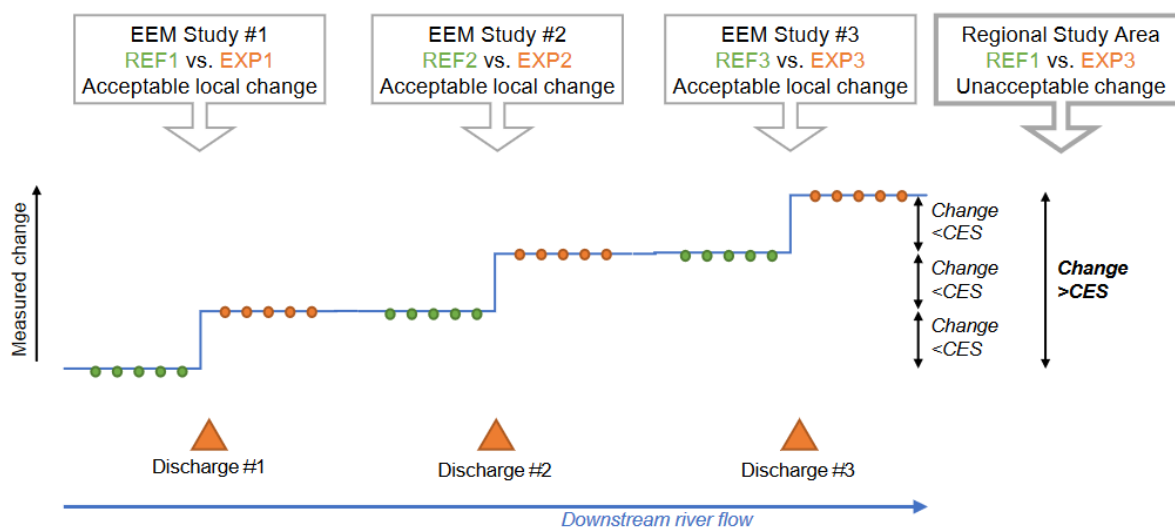 EEM Study #1
REF1 vs. EXP1
Acceptable local change
EEM Study #2
REF2 vs. EXP2
Acceptable local change
EEM Study #3
REF3 vs. EXP3
Acceptable local change
Regional Study Area
REF1 vs. EXP3
Unacceptable change
Measured change
Change
<CES
Change
<CES
Change
<CES
Change
>CES
Discharge #1
Discharge #2
Discharge #3
Downstream river flow